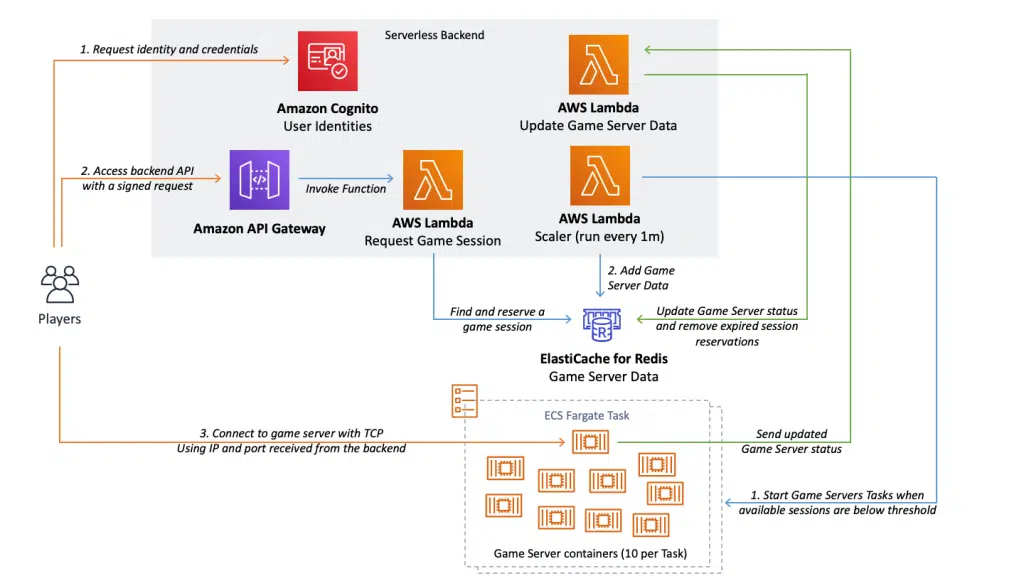 Serverless Backend
1. Request identity and credentials
Amazon Cognito
User Identities
AWS Lambda
Update Game Server Data
2. Access backend API
with a signed request
</>
Invoke Function
Amazon API Gateway
AWS Lambda
Request Game Session
AWS Lambda
Scaler (run every 1m)
2. Add Game
Server Data
Players
Find and reserve a
game session
R
Update Game Server status
and remove expired session
reservations
ElastiCache for Redis
Game Server Data
ECS Fargate Task
3. Connect to game server with TCP
Using IP and port received from the backend
Send updated
Game Server status
1. Start Game Servers Tasks when
available sessions are below threshold
Game Server containers (10 per Task)